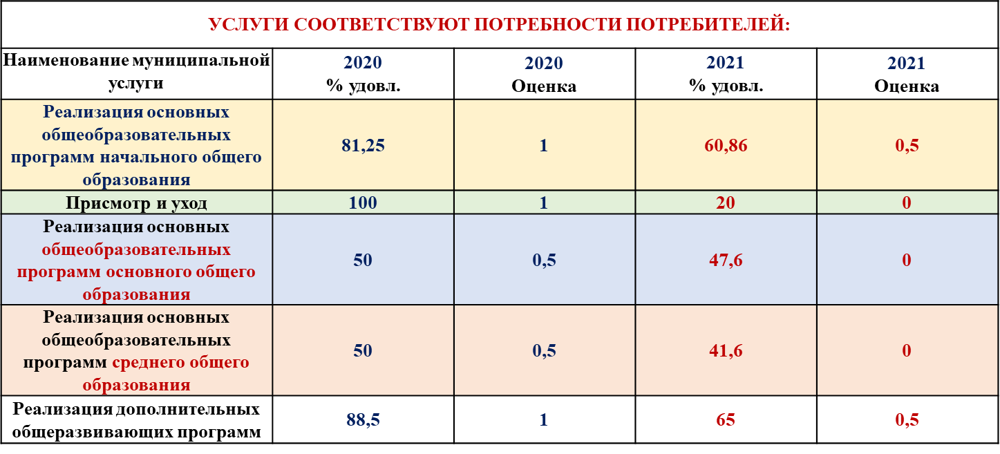 УСЛУГИ СООТВЕТСТВУЮТ ПОТРЕБНОСТИ ПОТРЕБИТЕЛЕЙ:
Наименование муниципальной
услуги
2020
% удовл.
2020
Оценка
2021
% удовл.
2021
Оценка
Реализация основных
общеобразовательных
программ начального общего
образования
81,25
1
60,86
0,5
Присмотр и уход
100
1
20
0
Реализация основных
общеобразовательных
программ основного общего
образования
50
0,5
47,6
0
Реализация основных
общеобразовательных
программ среднего общего
образования
50
0,5
41,6
0
Реализация дополнительных
общеразвивающих программ
88,5
1
65
0,5